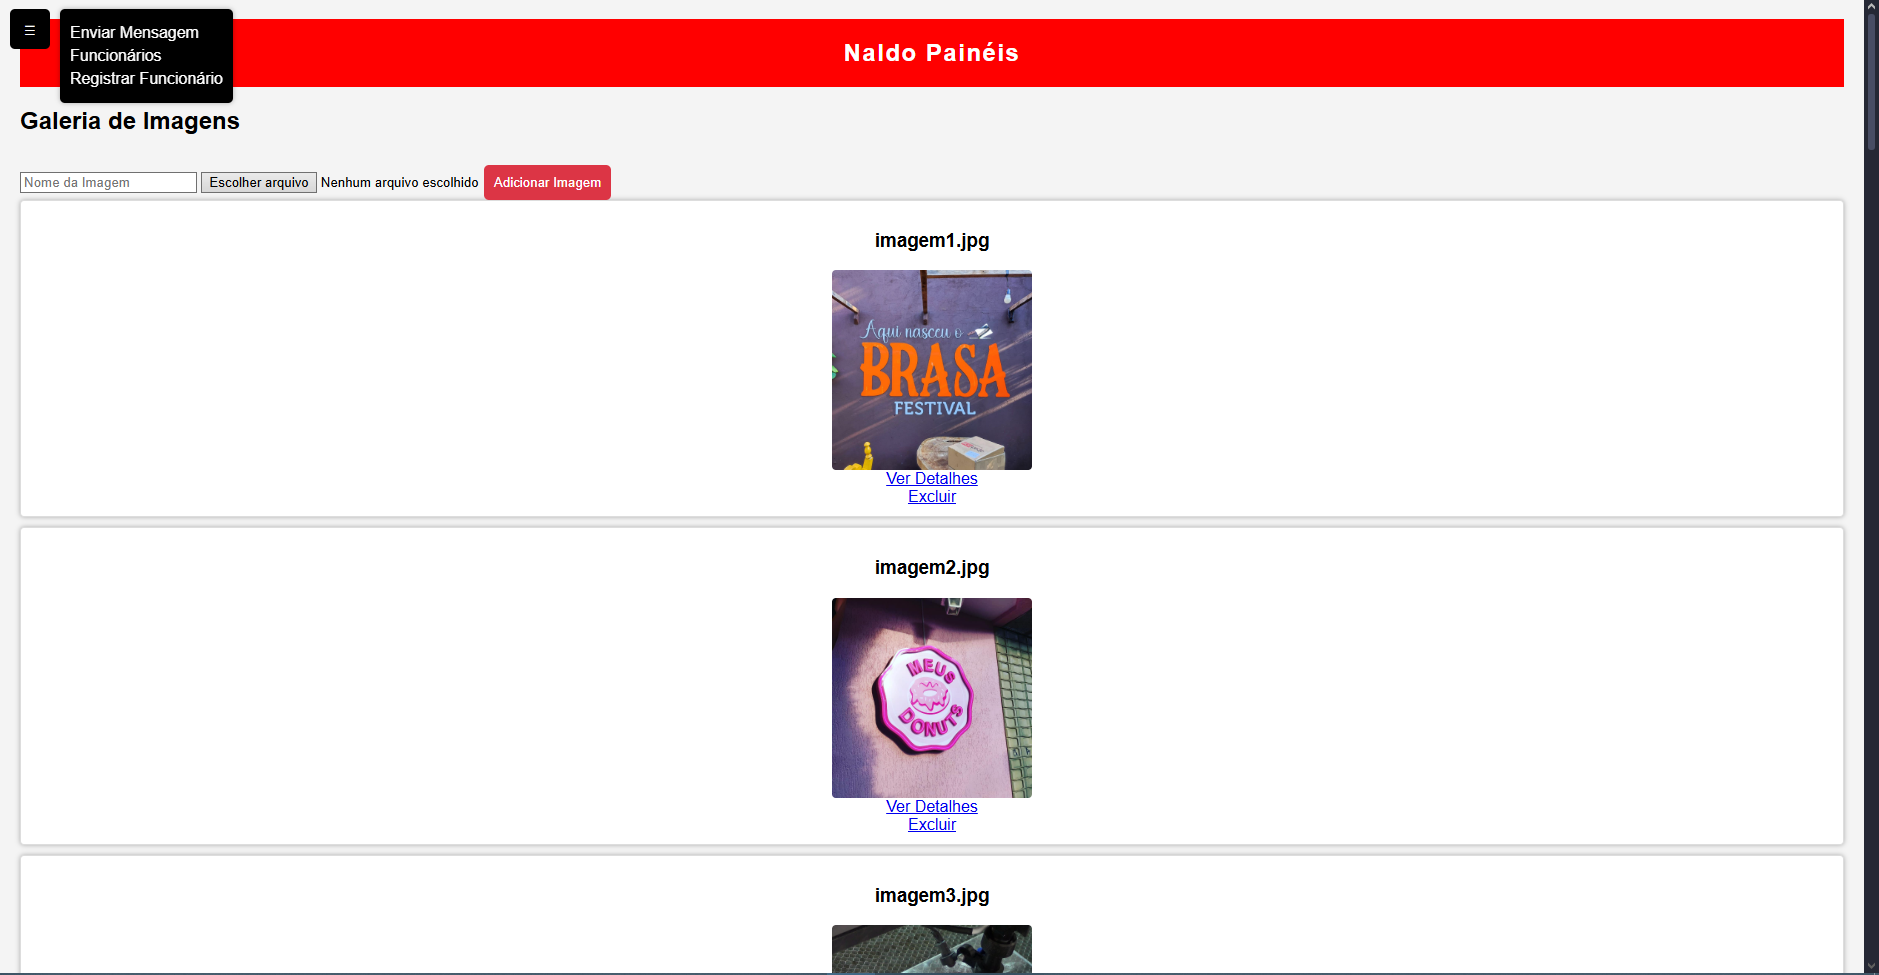 ☰
Enviar Mensagem
Funcionários
Registrar Funcionário
Naldo Painéis
Galeria de Imagens
Nome da Imagem Escolher arquivo Nenhum arquivo escolhido Adicionar Imagem
imagem1.jpg
Aqui nasceu o
BRASA
FESTIVAL
Ver Detalhes
Excluir
imagem2.jpg
MEUS
DONUTS
Ver Detalhes
Excluir
imagem3.jpg